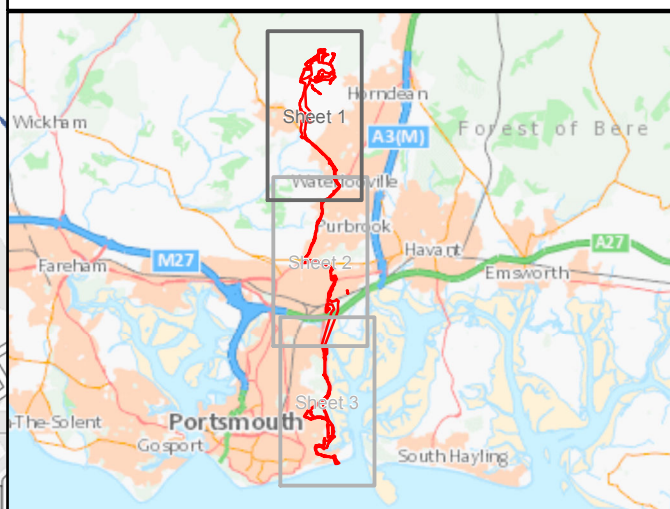 Horndean
Sheet 1
Wickham
A3(M)
Forest of Bere
Waterlooville
Purbrook
A27
Havant
M27
Sheet 2
Fareham
Emsworth
Sheet 3
-The-Solent
Portsmouth
Gosport
South Hayling